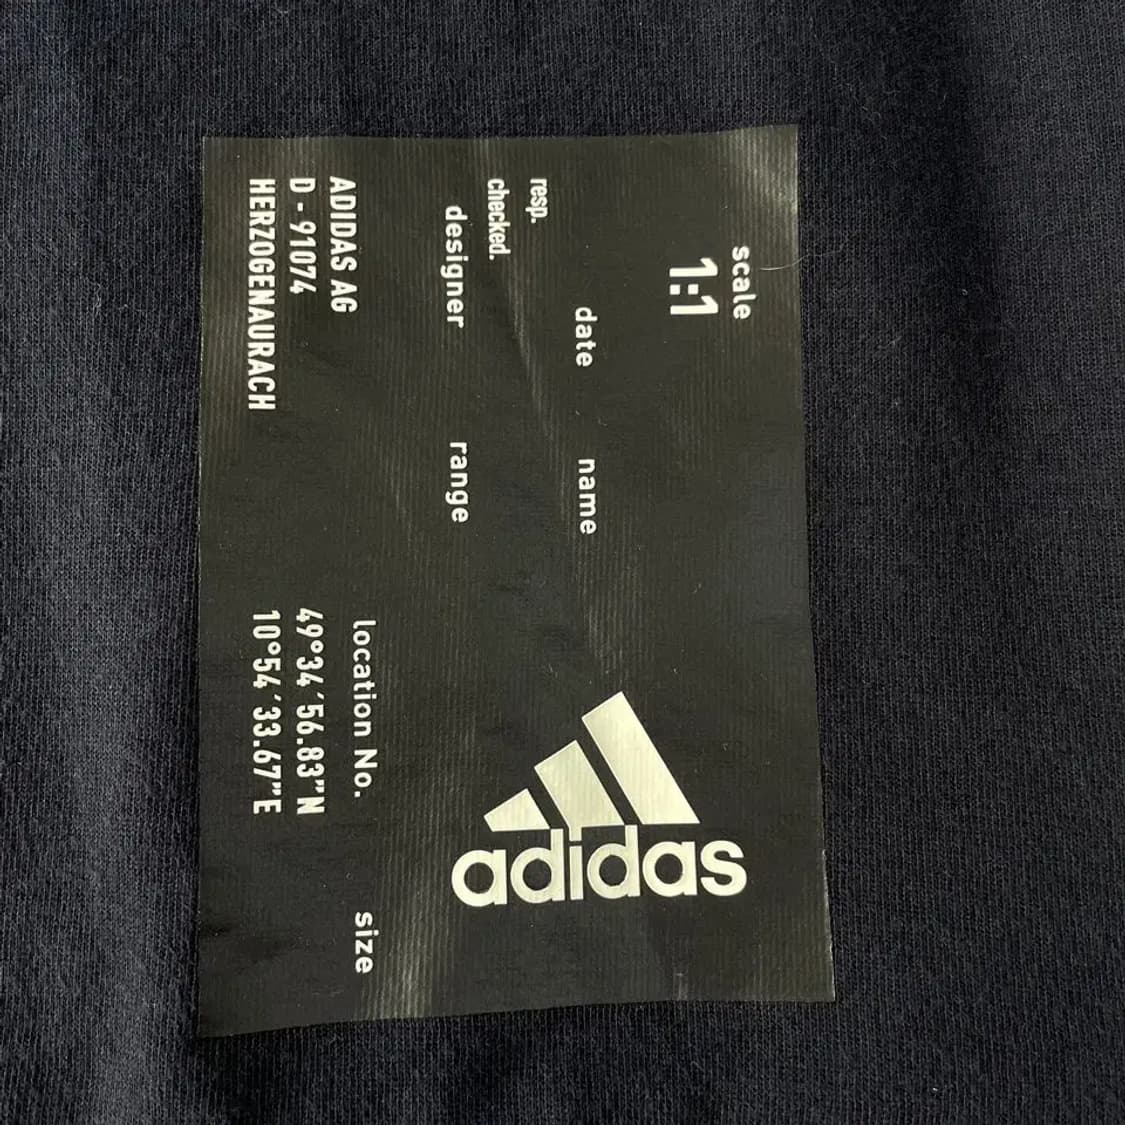 scale
1:1
date name
resp.
checked.
designer range
ADIDAS AG
D - 91074
HERZOGENAURACH
location No.
49°34´56.83"N
10°54´33.67"E
size
adidas